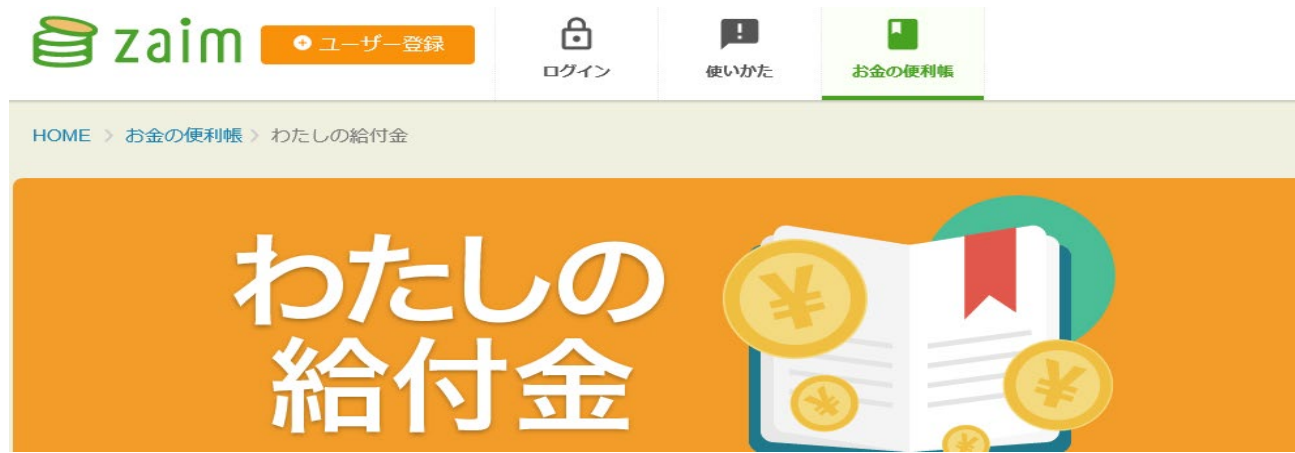 zaim
ユーザー登録
ログイン
使いかた
お金の便利帳
HOME > お金の便利帳 > わたしの給付金
わたしの
給付金